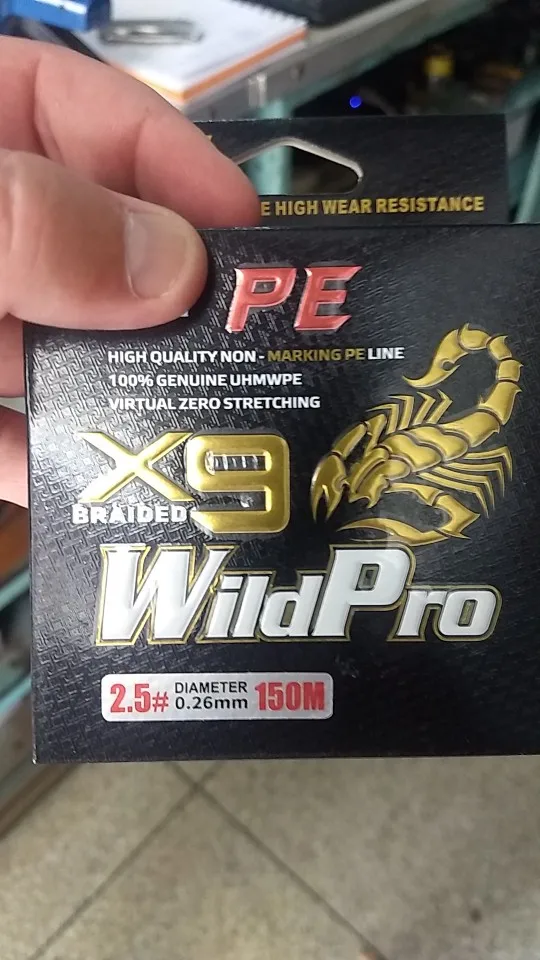 HIGH WEAR RESISTANCE
PE
HIGH QUALITY NON - MARKING PE LINE
100% GENUINE UHMWPE
VIRTUAL ZERO STRETCHING
X9
BRAIDED
WildPro
2.5# DIAMETER 0.26mm 150M